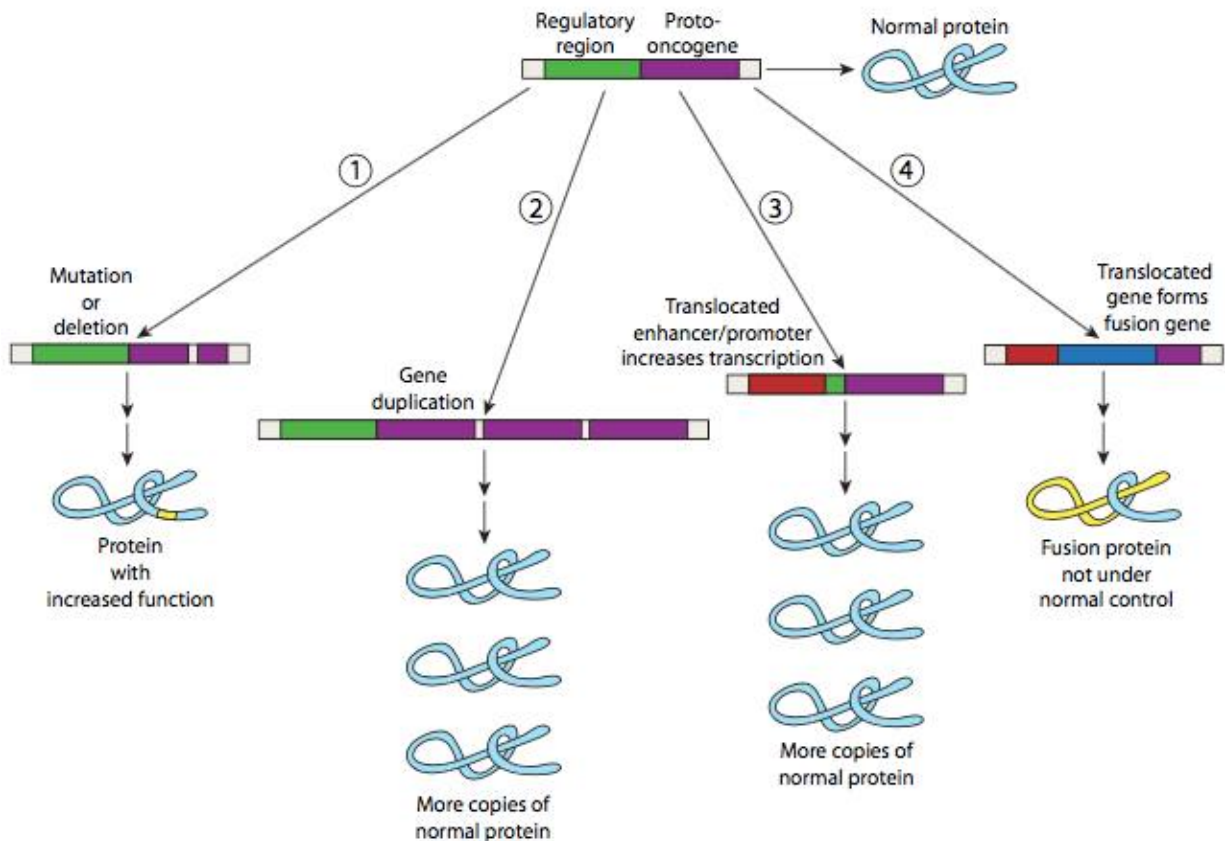 Regulatory
region
Proto-
oncogene
Normal protein
1
2
3
4
Mutation
or
deletion
Protein
with
increased function
Gene
duplication
More copies of
normal protein
Translocated
enhancer/promoter
increases transcription
More copies of
normal protein
Translocated
gene forms
fusion gene
Fusion protein
not under
normal control